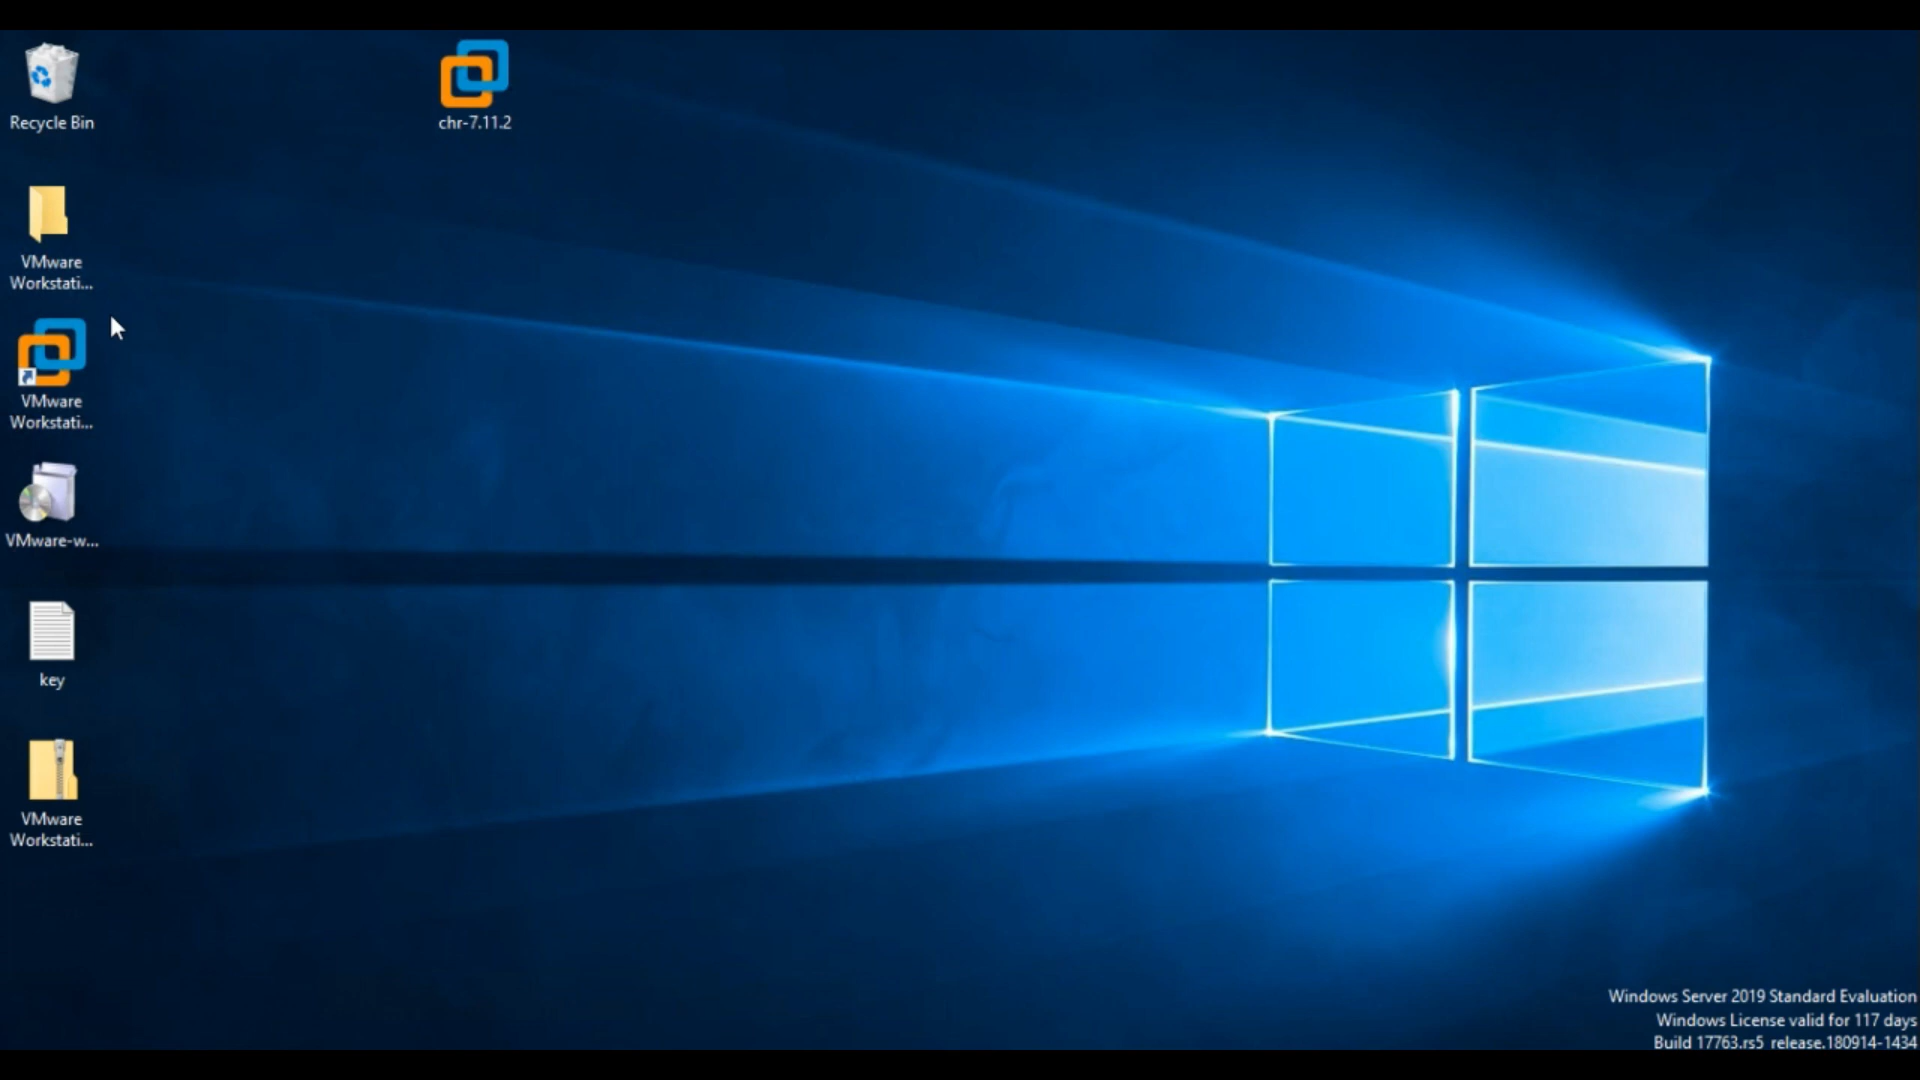 Recycle Bin
chr-7.11.2
VMware
Workstati...
VMware
Workstati...
VMware-w...
key
VMware
Workstati...
Windows Server 2019 Standard Evaluation
Windows License valid for 117 days
Build 17763.rs5_release.180914-1434